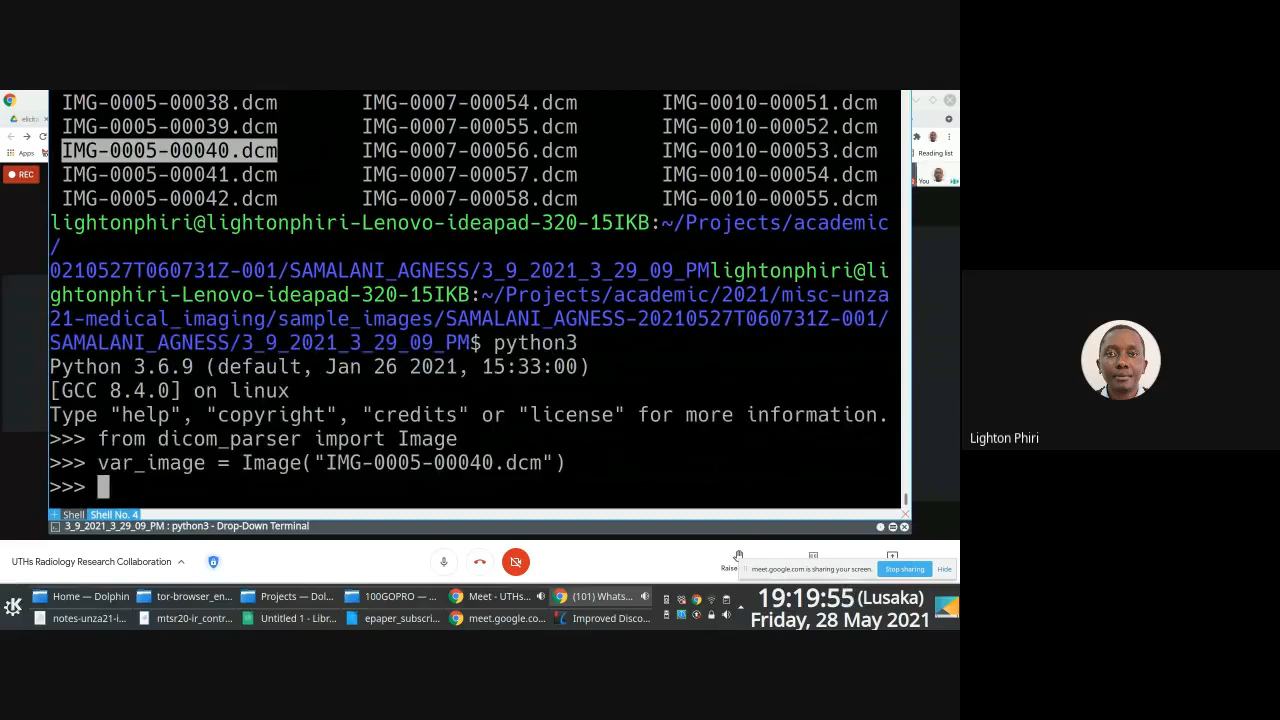 IMG-0005-00038.dcm IMG-0007-00054.dcm IMG-0010-00051.dcm
IMG-0005-00039.dcm IMG-0007-00055.dcm IMG-0010-00052.dcm
IMG-0005-00040.dcm IMG-0007-00056.dcm IMG-0010-00053.dcm
IMG-0005-00041.dcm IMG-0007-00057.dcm IMG-0010-00054.dcm
IMG-0005-00042.dcm IMG-0007-00058.dcm IMG-0010-00055.dcm
lightonphiri@lightonphiri-Lenovo-ideapad-320-15IKB:~/Projects/academic
/
0210527T060731Z-001/SAMALANI_AGNESS/3_9_2021_3_29_09_PMlightonphiri@li
ghtonphiri-Lenovo-ideapad-320-15IKB:~/Projects/academic/2021/misc-unza
21-medical_imaging/sample_images/SAMALANI_AGNESS-20210527T060731Z-001/
SAMALANI_AGNESS/3_9_2021_3_29_09_PM$ python3
Python 3.6.9 (default, Jan 26 2021, 15:33:00)
[GCC 8.4.0] on linux
Type "help", "copyright", "credits" or "license" for more information.
>>> from dicom_parser import Image
>>> var_image = Image("IMG-0005-00040.dcm")
>>>
Shell Shell No. 4
3_9_2021_3_29_09_PM : python3 - Drop-Down Terminal
elicita
Apps
REC
Reading list
You
Lighton Phiri
UTHs Radiology Research Collaboration
Raise
meet.google.com is sharing your screen. Stop sharing Hide
Home — Dolphin tor-browser_en... Projects — Dol... 100GOPRO — ... Meet - UTHs... (101) Whats...
notes-unza21-i... mtsr20-ir_contr... Untitled 1 - Libr... epaper_subscri... meet.google.co... Improved Disco...
19:19:55 (Lusaka)
Friday, 28 May 2021